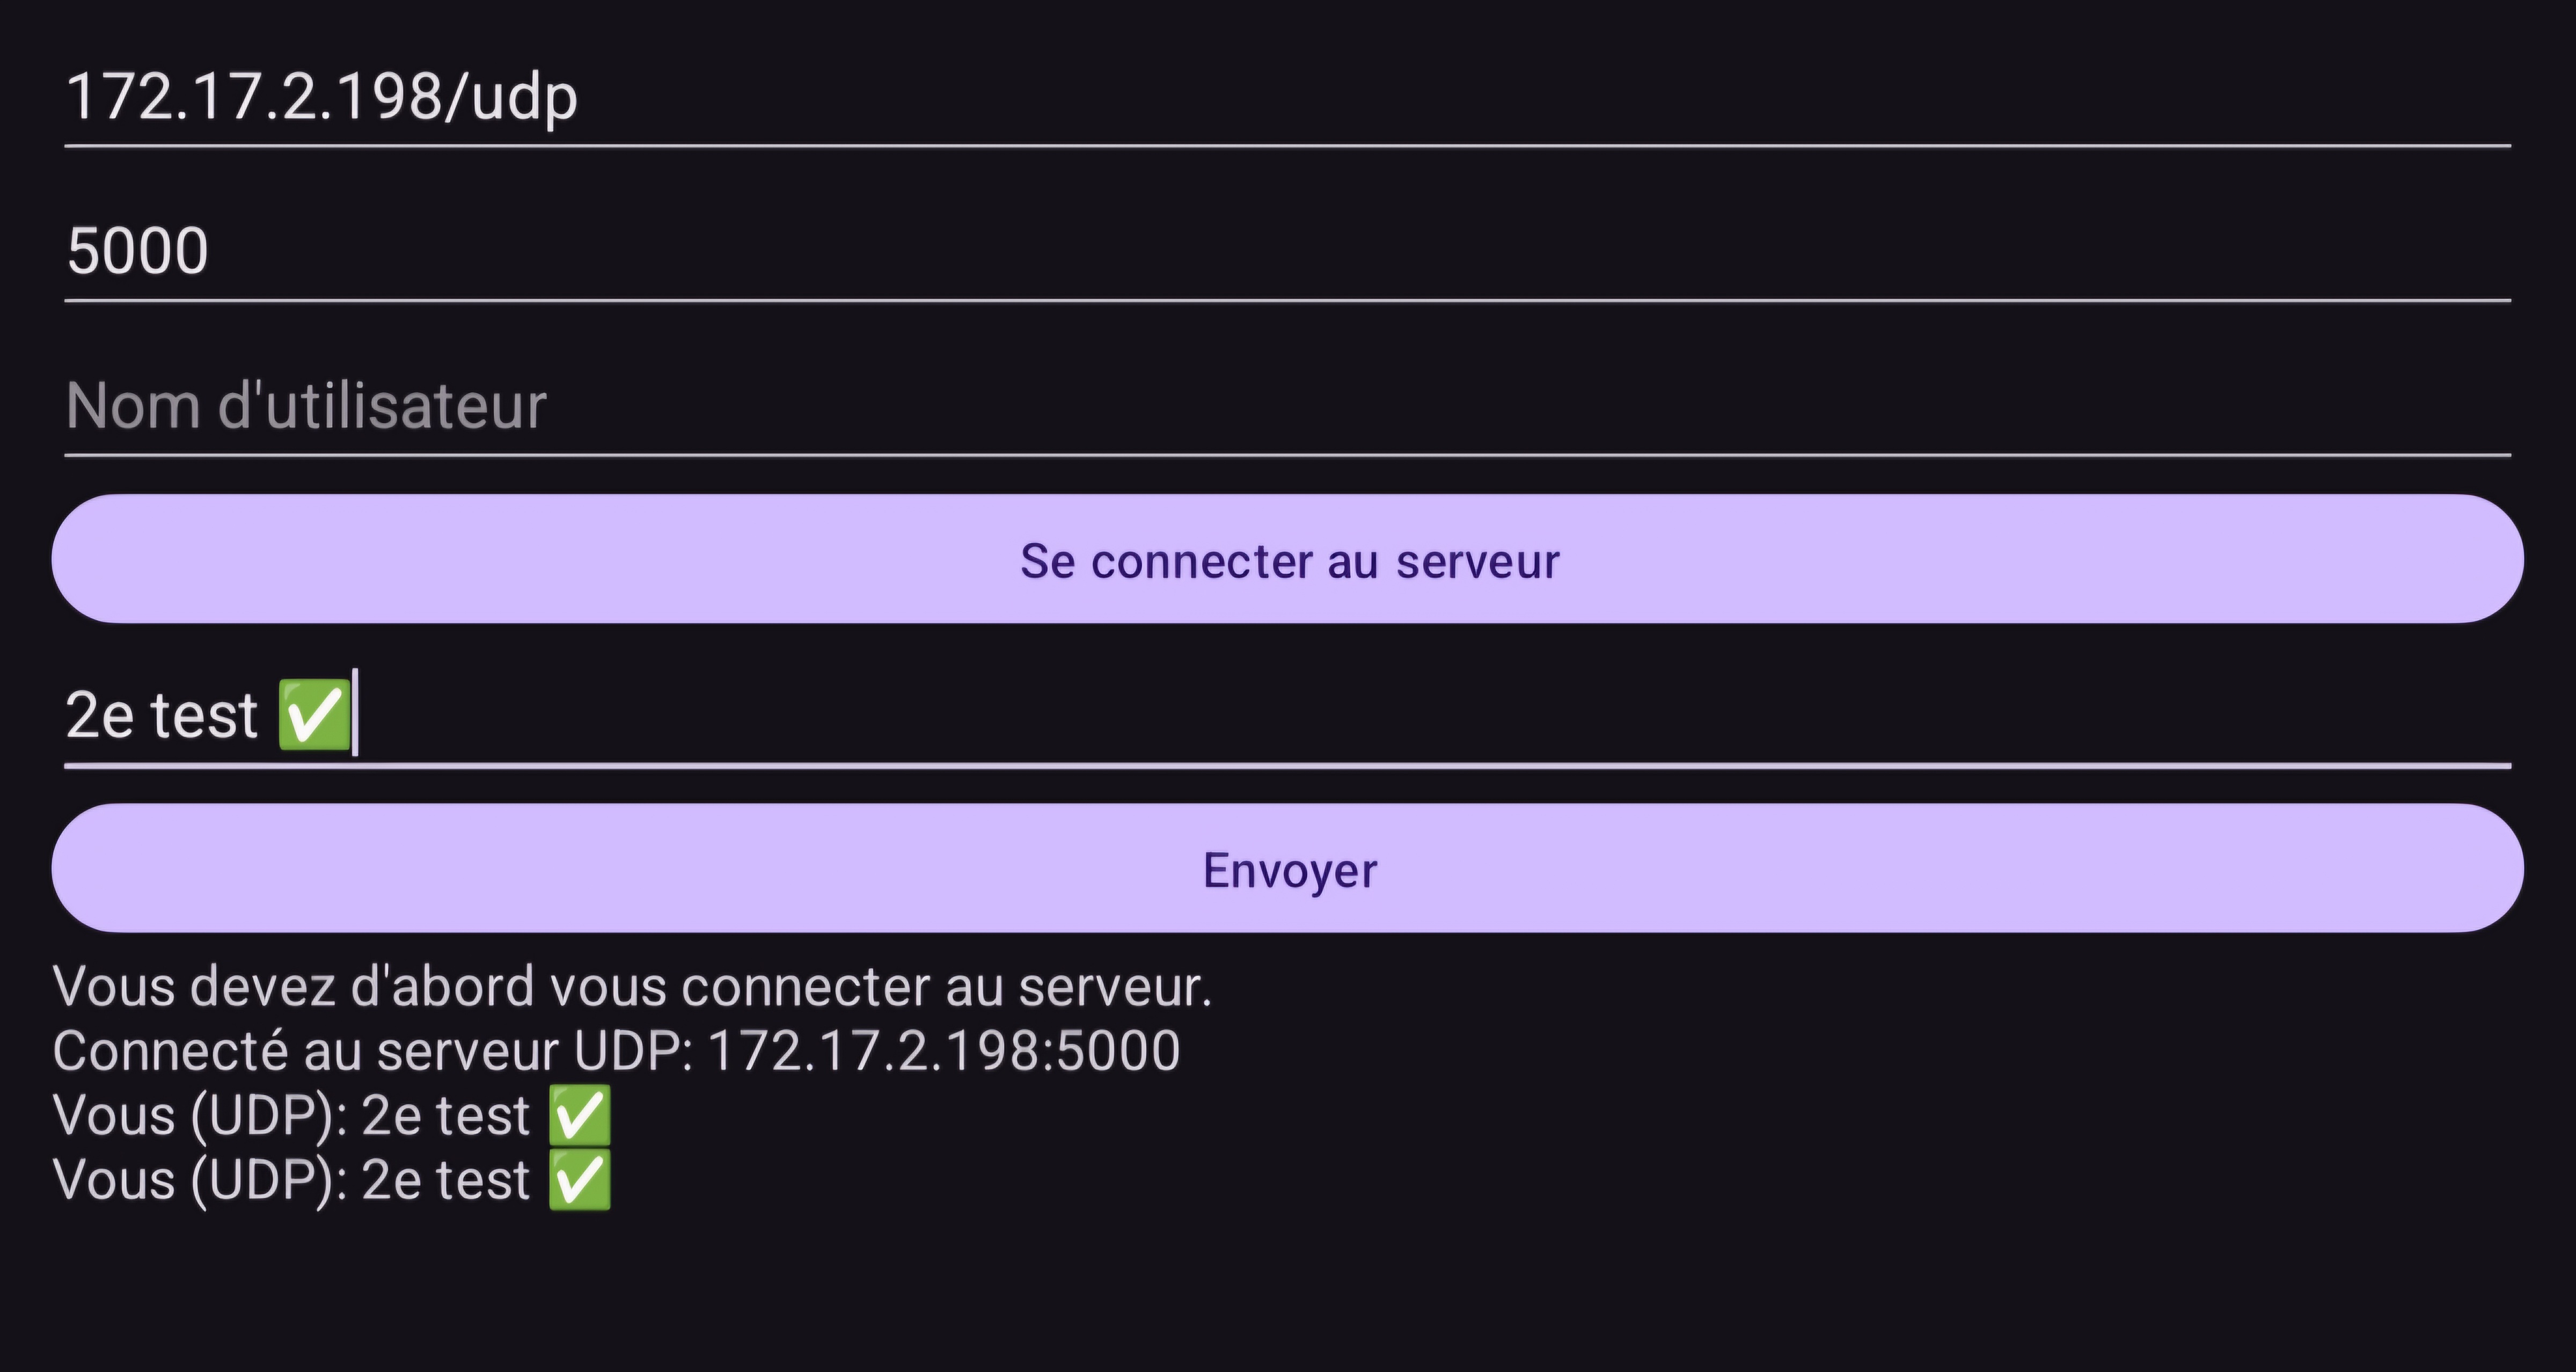 172.17.2.198/udp
5000
Nom d'utilisateur
Se connecter au serveur
2e test ✅
Envoyer
Vous devez d'abord vous connecter au serveur.
Connecté au serveur UDP: 172.17.2.198:5000
Vous (UDP): 2e test ✅
Vous (UDP): 2e test ✅